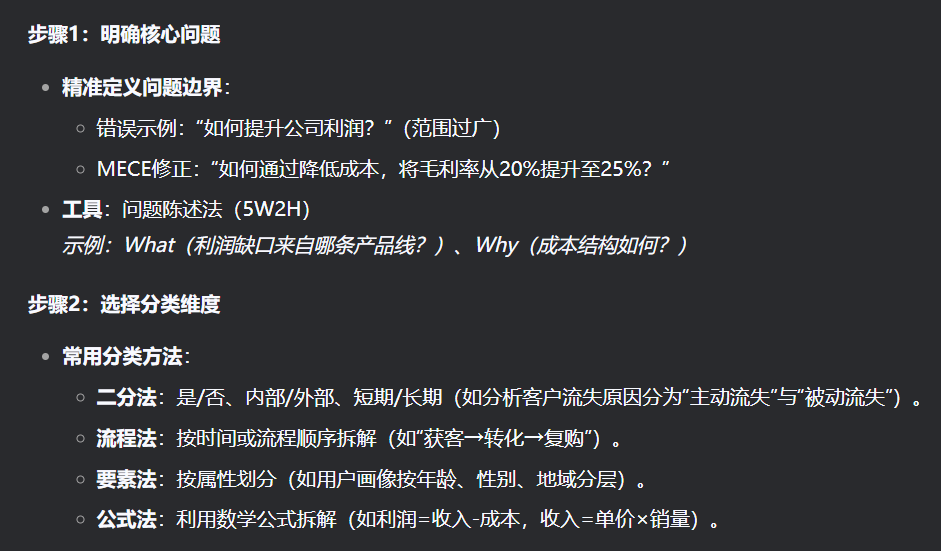 步骤1：明确核心问题
精准定义问题边界：
错误示例：“如何提升公司利润？”（范围过广）
MECE修正：“如何通过降低成本，将毛利率从20%提升至25%？”
工具：问题陈述法（5W2H）
示例：What（利润缺口来自哪条产品线？）、Why（成本结构如何？）
步骤2：选择分类维度
常用分类方法：
二分法：是/否、内部/外部、短期/长期（如分析客户流失原因分为“主动流失”与“被动流失”）。
流程法：按时间或流程顺序拆解（如“获客→转化→复购”）。
要素法：按属性划分（如用户画像按年龄、性别、地域分层）。
公式法：利用数学公式拆解（如利润=收入-成本，收入=单价×销量）。